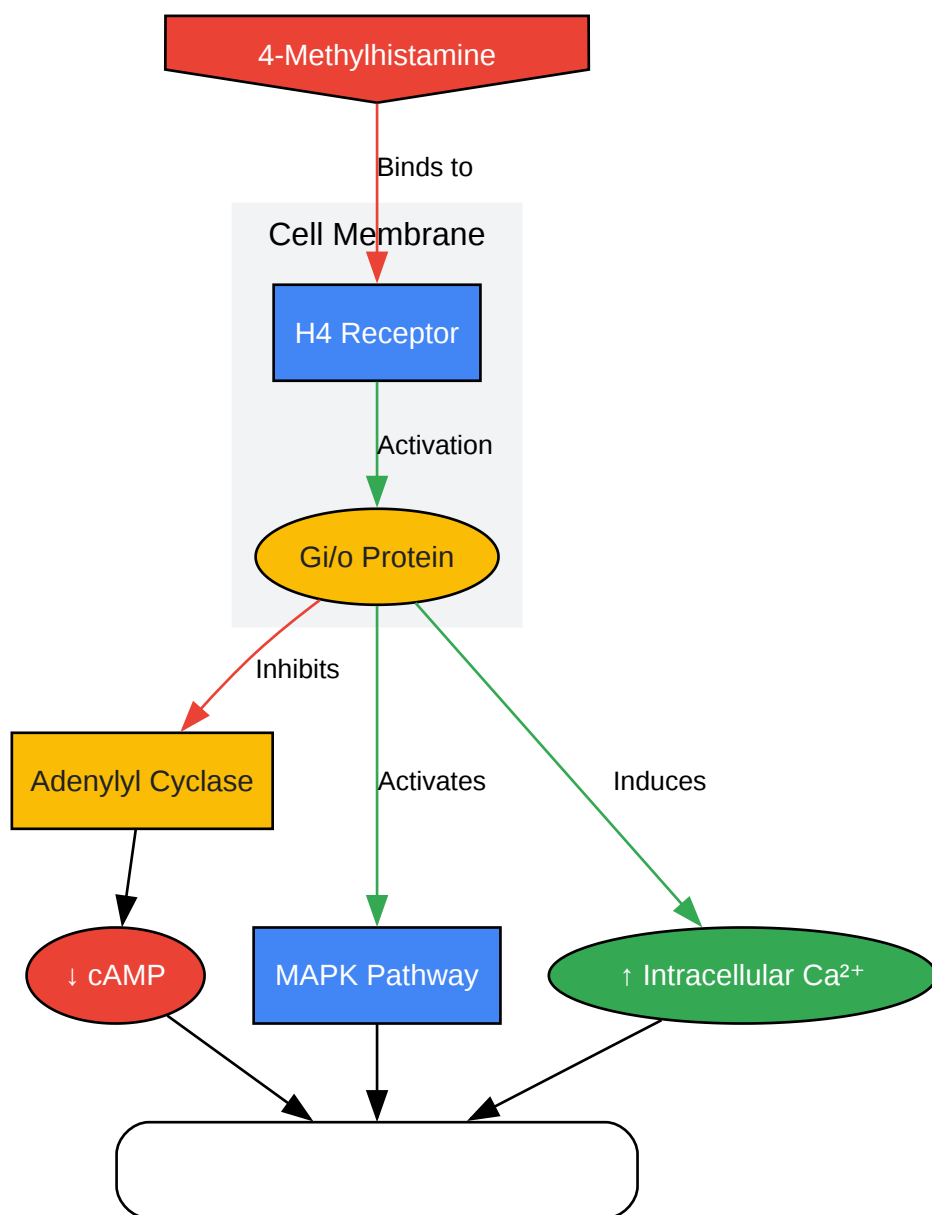 4-Methylhistamine
Binds to
Cell Membrane
H4 Receptor
Activation
Gi/o Protein
Inhibits
Adenylyl Cyclase
Activates
Induces
↓ cAMP
MAPK Pathway
↑ Intracellular Ca²⁺